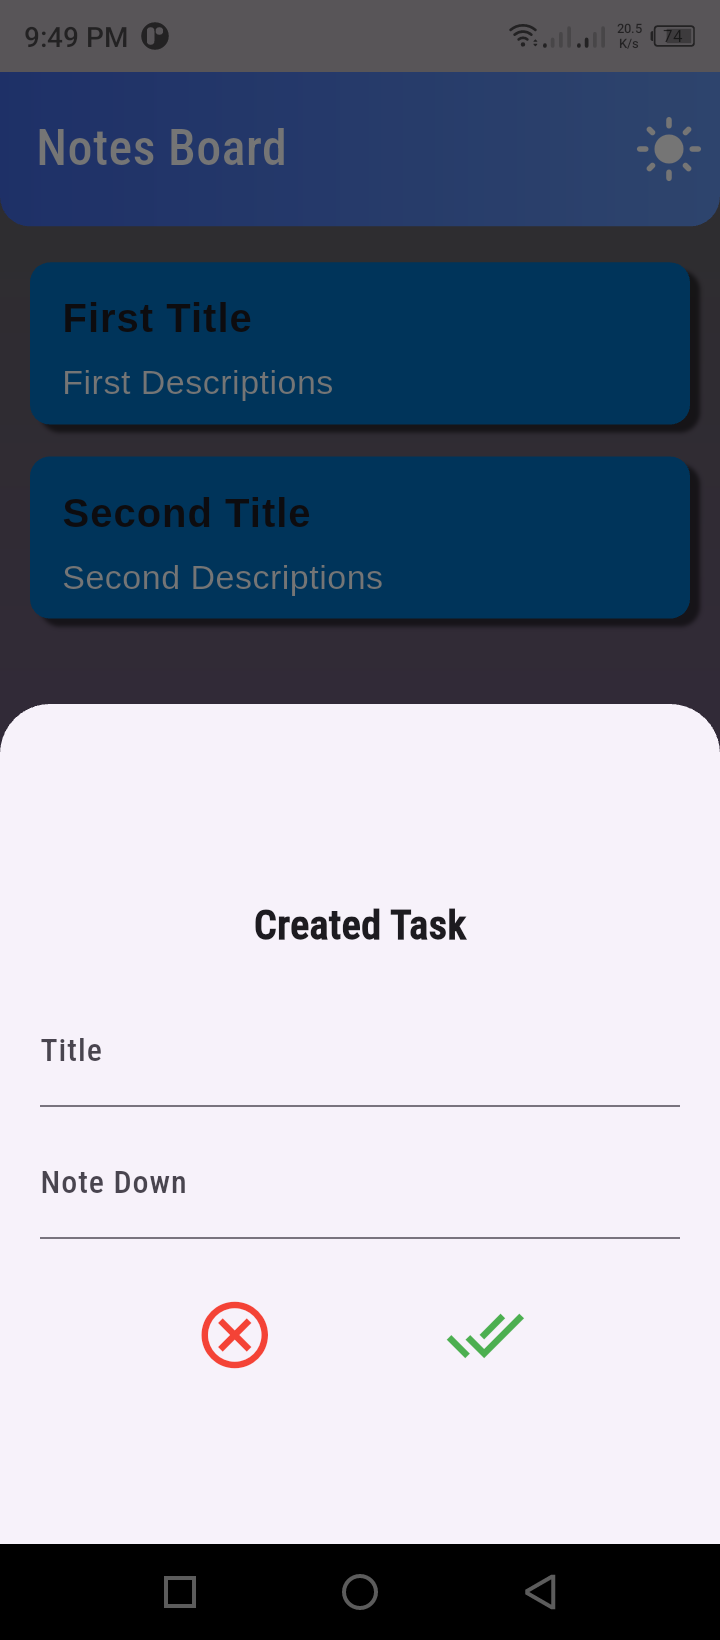 9:49 PM
20.5
K/s
74
Notes Board
First Title
First Descriptions
Second Title
Second Descriptions
Created Task
Title
Note Down